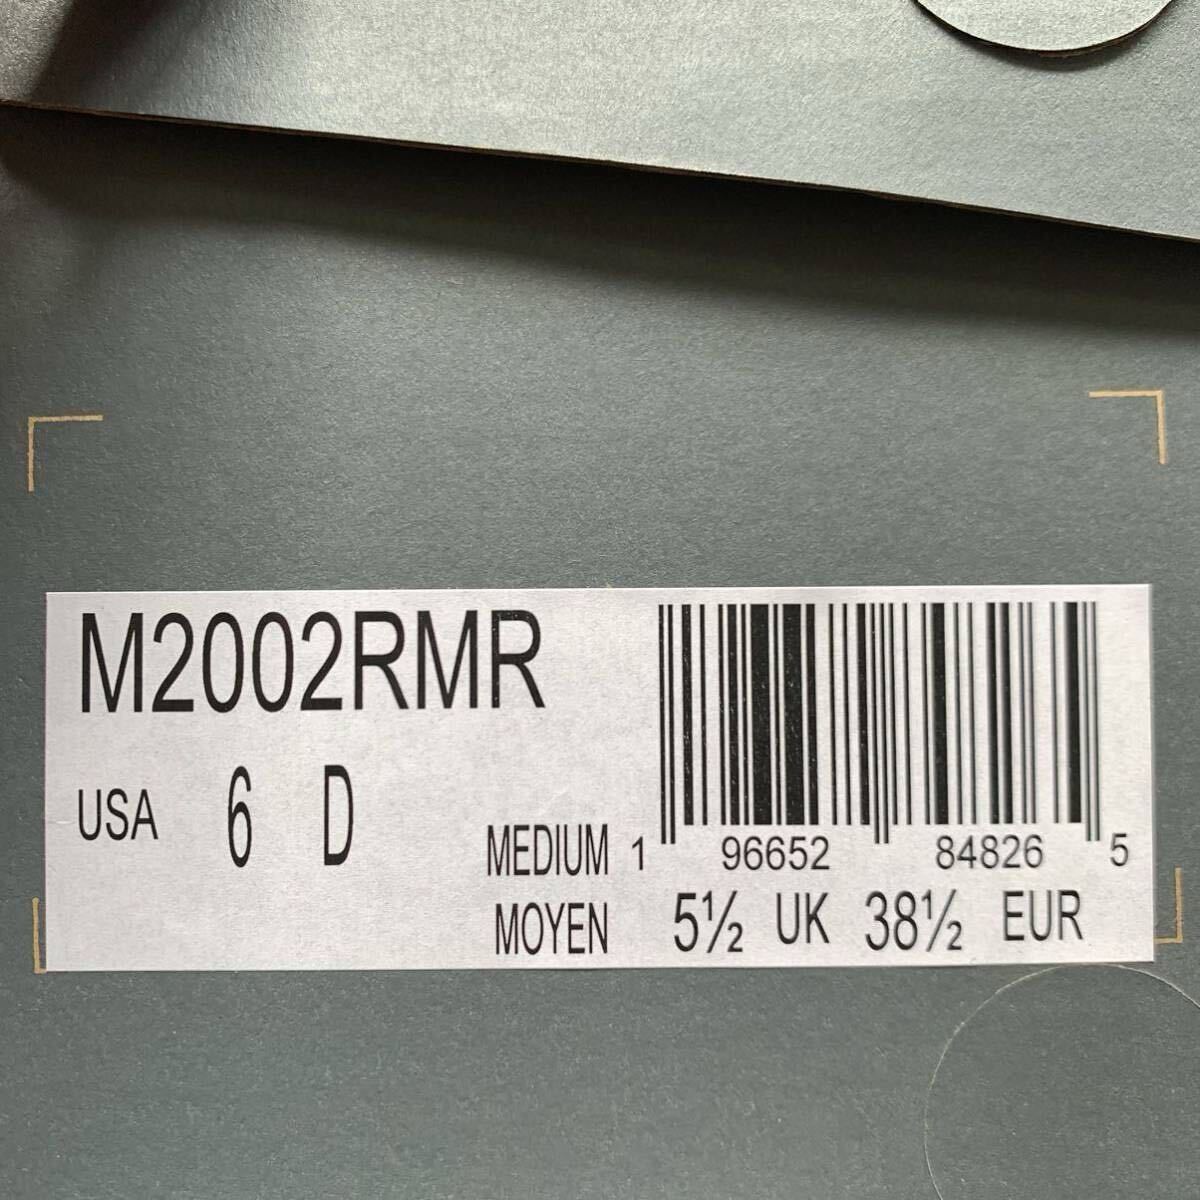 M2002RMR
USA 6 D
MEDIUM 1 96652 84826 5
MOYEN 5½ UK 38½ EUR